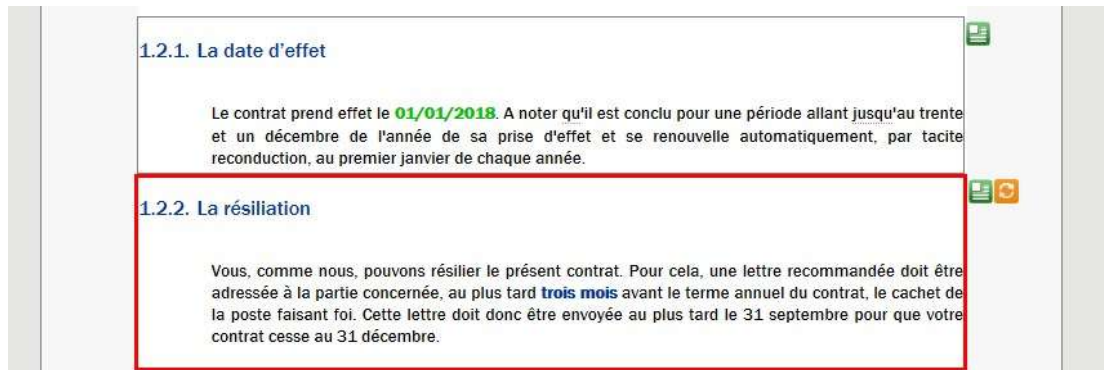 1.2.1. La date d'effet
Le contrat prend effet le 01/01/2018. A noter qu'il est conclu pour une période allant jusqu'au trente
et un décembre de l'année de sa prise d'effet et se renouvelle automatiquement, par tacite
reconduction, au premier janvier de chaque année.
1.2.2. La résiliation
Vous, comme nous, pouvons résilier le présent contrat. Pour cela, une lettre recommandée doit être
adressée à la partie concernée, au plus tard trois mois avant le terme annuel du contrat, le cachet de
la poste faisant foi. Cette lettre doit donc être envoyée au plus tard le 31 septembre pour que votre
contrat cesse au 31 décembre.